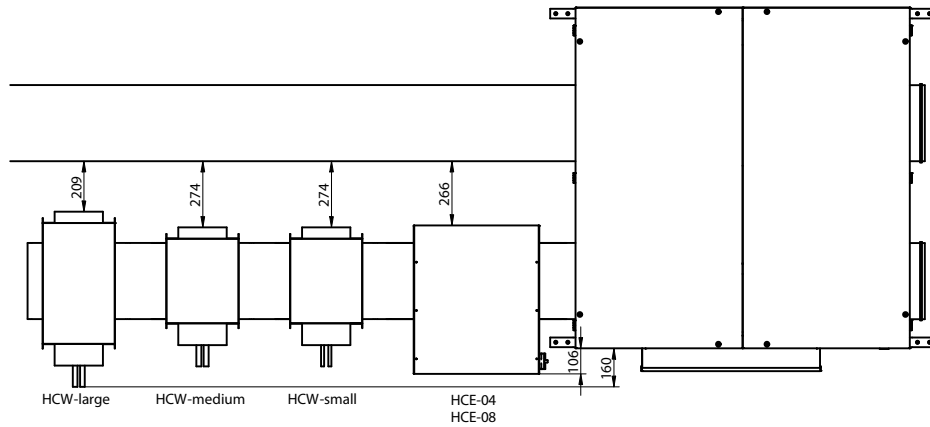 209
274
274
266
106
160
HCW-large
HCW-medium
HCW-small
HCE-04
HCE-08